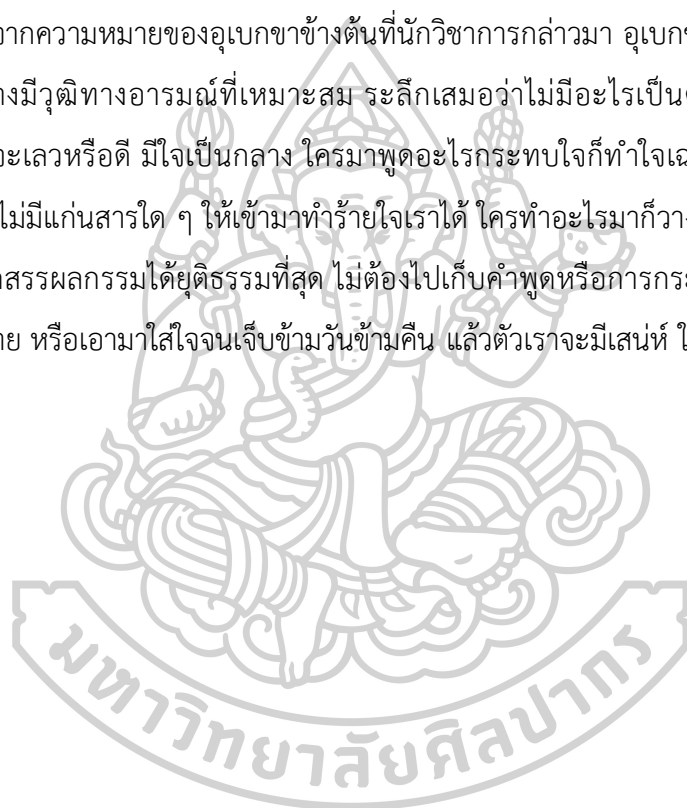 จากความหมายของอุเบกขาข้างต้นที่นักวิชาการกล่าวมา
างมีวุฒิทางอารมณ์ที่เหมาะสม ระลึกเสมอว่าไม่มีอะไรเป็น
จะเลวหรือดี มีใจเป็นกลาง ใครมาพูดอะไรกระทบใจก็ทำใจเฉ
ไม่มีแก่นสารใด ๆ ให้เข้ามาทำร้ายใจเราได้ ใครทำอะไรมาก็วา
สรรผลกรรมได้ยุติธรรมที่สุด ไม่ต้องไปเก็บคำพูดหรือการกระ
าย หรือเอามาใส่ใจจนเจ็บข้ามวันข้ามคืน แล้วตัวเราจะมีเสน่ห์ ใ
มหาวิทยาลัยศิลปากร